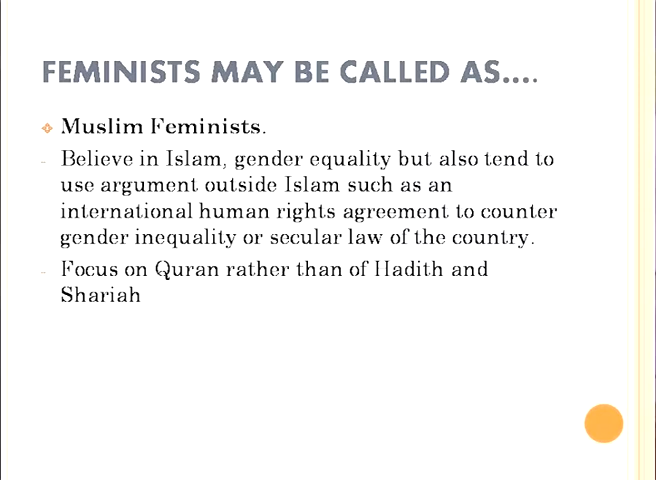 FEMINISTS MAY BE CALLED AS....
Muslim Feminists.
- Believe in Islam, gender equality but also tend to
use argument outside Islam such as an
international human rights agreement to counter
gender inequality or secular law of the country.
- Focus on Quran rather than of Hadith and
Shariah